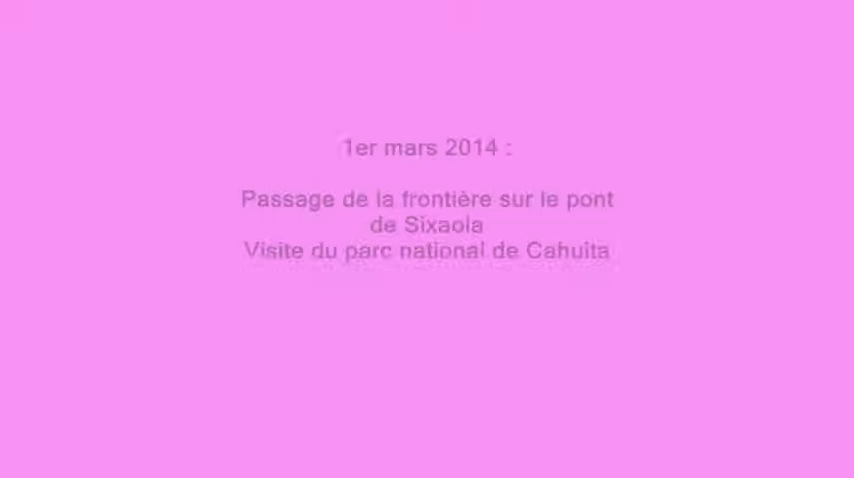 1er mars 2014 :
Passage de la frontière sur le pont
de Sixaola
Visite du parc national de Cahuita